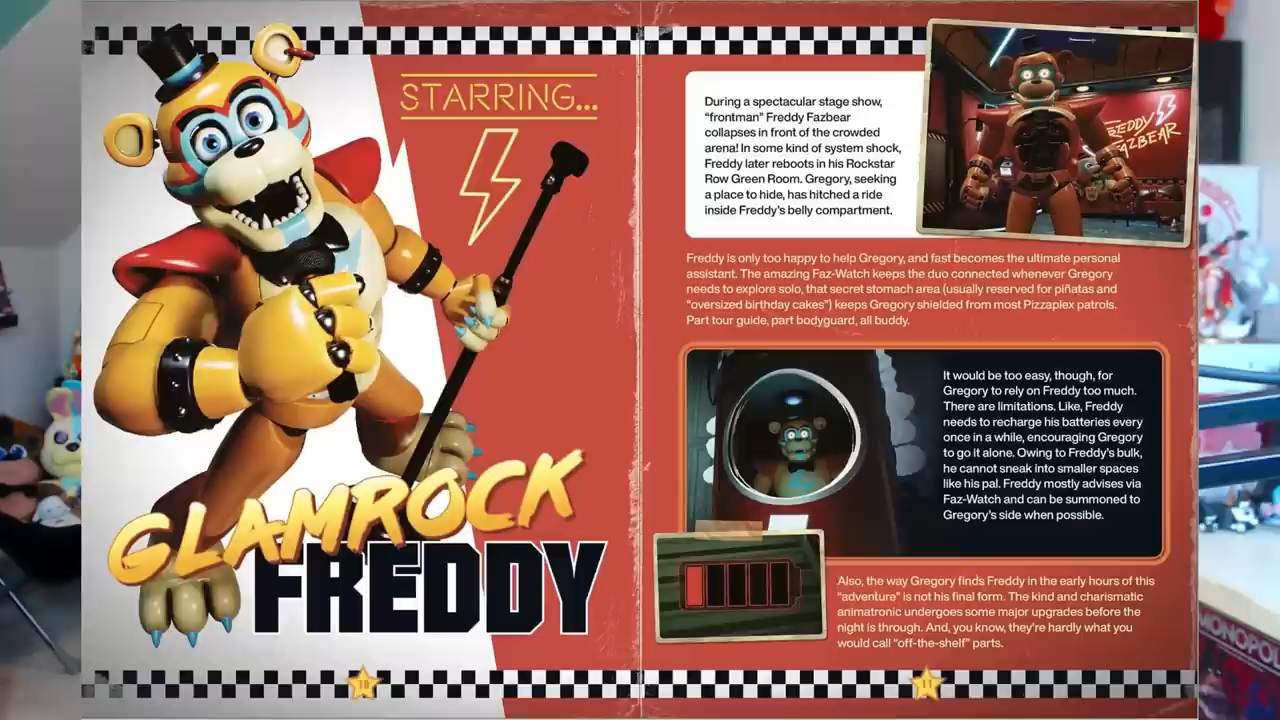 STARRING...
GLAMROCK
FREDDY
10
During a spectacular stage show,
“frontman” Freddy Fazbear
collapses in front of the crowded
arena! In some kind of system shock,
Freddy later reboots in his Rockstar
Row Green Room. Gregory, seeking
a place to hide, has hitched a ride
inside Freddy’s belly compartment.
FREDDY
FAZBEAR
Freddy is only too happy to help Gregory, and fast becomes the ultimate personal
assistant. The amazing Faz-Watch keeps the duo connected whenever Gregory
needs to explore solo, that secret stomach area (usually reserved for piñatas and
“oversized birthday cakes”) keeps Gregory shielded from most Pizzaplex patrols.
Part tour guide, part bodyguard, all buddy.
It would be too easy, though, for
Gregory to rely on Freddy too much.
There are limitations. Like, Freddy
needs to recharge his batteries every
once in a while, encouraging Gregory
to go it alone. Owing to Freddy’s bulk,
he cannot sneak into smaller spaces
like his pal. Freddy mostly advises via
Faz-Watch and can be summoned to
Gregory’s side when possible.
Also, the way Gregory finds Freddy in the early hours of this
“adventure” is not his final form. The kind and charismatic
animatronic undergoes some major upgrades before the
night is through. And, you know, they’re hardly what you
would call “off-the-shelf” parts.
11
MONOPOL